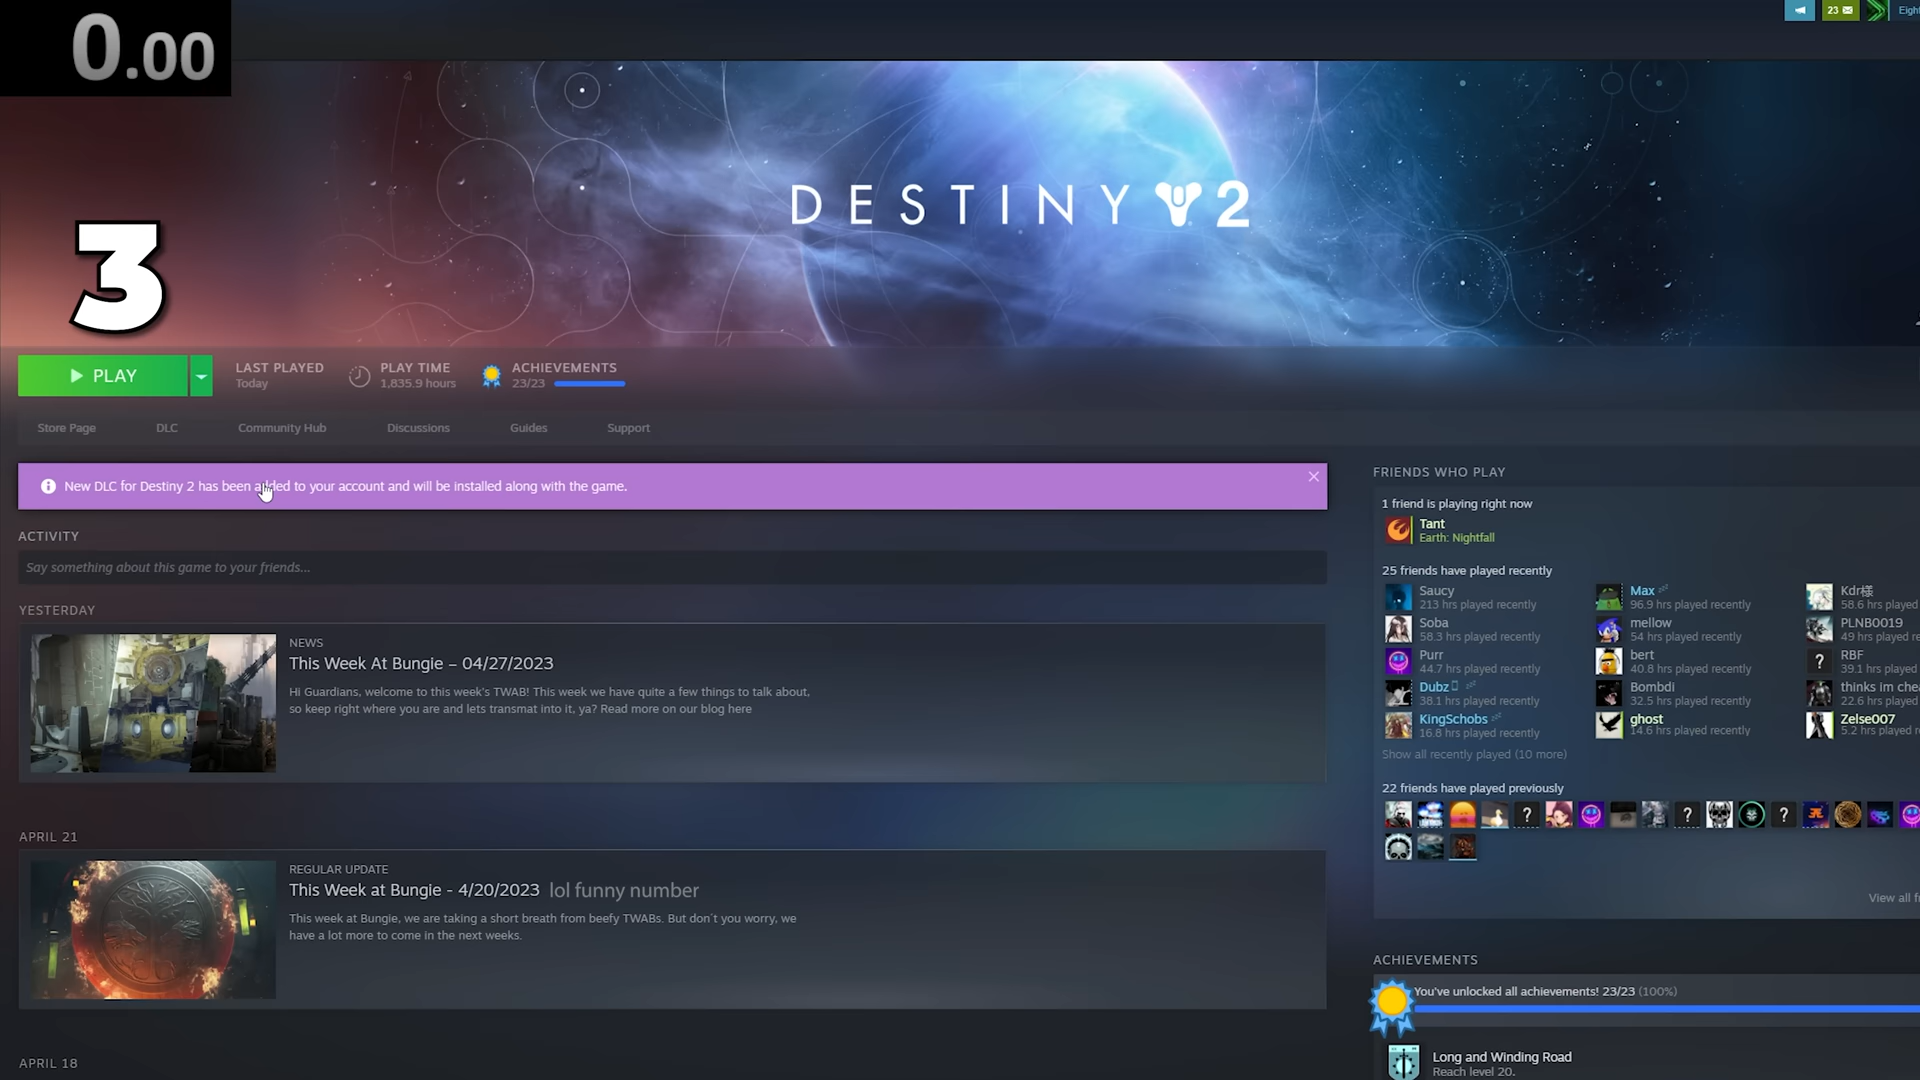 0.00
23
Eigh
DESTINY 2
3
PLAY
LAST PLAYED
Today
PLAY TIME
1,835.9 hours
ACHIEVEMENTS
23/23
Store Page
DLC
Community Hub
Discussions
Guides
Support
New DLC for Destiny 2 has been added to your account and will be installed along with the game.
ACTIVITY
Say something about this game to your friends...
YESTERDAY
NEWS
This Week At Bungie – 04/27/2023
Hi Guardians, welcome to this week's TWAB! This week we have quite a few things to talk about,
so keep right where you are and lets transmat into it, ya? Read more on our blog here
APRIL 21
REGULAR UPDATE
This Week at Bungie - 4/20/2023 lol funny number
This week at Bungie, we are taking a short breath from beefy TWABs. But don't you worry, we
have a lot more to come in the next weeks.
APRIL 18
FRIENDS WHO PLAY
1 friend is playing right now
Tant
Earth: Nightfall
25 friends have played recently
Saucy
213 hrs played recently
Max
96.9 hrs played recently
Kdr様
58.6 hrs played
Soba
58.3 hrs played recently
mellow
54 hrs played recently
PLNB0019
49 hrs played re
Purr
44.7 hrs played recently
bert
40.8 hrs played recently
RBF
39.1 hrs played
Dubz
38.1 hrs played recently
Bombdi
32.5 hrs played recently
thinks im chea
22.6 hrs played
KingSchobs
16.8 hrs played recently
ghost
14.6 hrs played recently
Zelse007
5.2 hrs played r
Show all recently played (10 more)
22 friends have played previously
View all fr
ACHIEVEMENTS
You've unlocked all achievements! 23/23 (100%)
Long and Winding Road
Reach level 20.